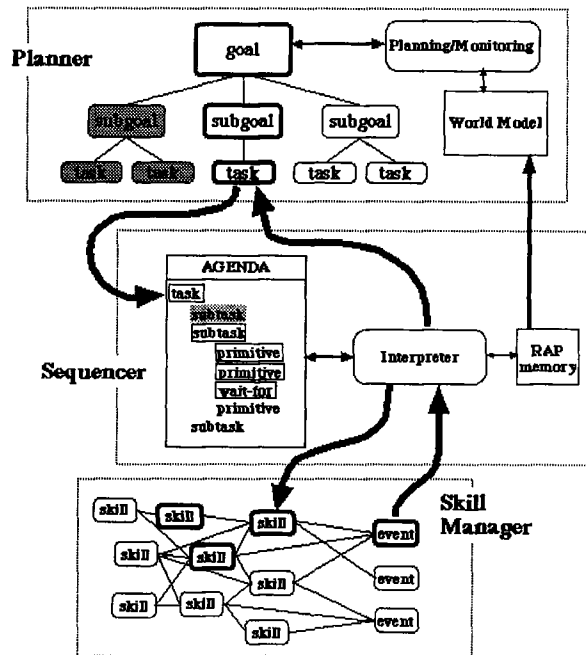 Planner
goal
Planning/Monitoring
subgoal
subgoal
subgoal
World Model
task
task
task
task
task
AGENDA
task
subtask
subtask
primitive
primitive
wait-for
primitive
subtask
Sequencer
Interpreter
RAP
memory
Skill
Manager
skill
skill
skill
event
skill
skill
skill
event
skill
skill
event
skill